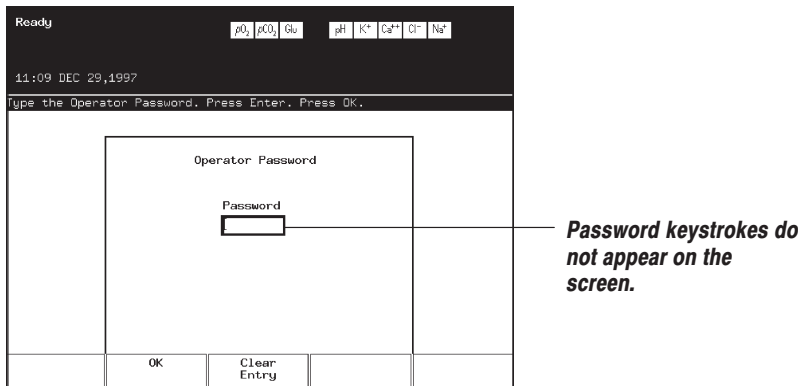 Ready
pO₂ pCO₂ Glu pH K⁺ Ca⁺⁺ Cl⁻ Na⁺
11:09 DEC 29,1997
Type the Operator Password. Press Enter. Press OK.
Operator Password
Password
Password keystrokes do
not appear on the
screen.
OK Clear
Entry